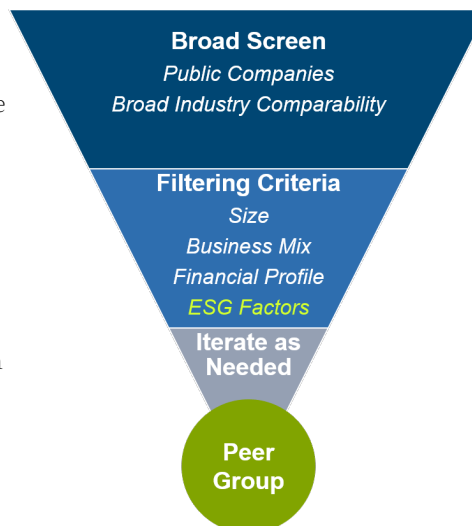 Broad Screen
Public Companies
Broad Industry Comparability
Filtering Criteria
Size
Business Mix
Financial Profile
ESG Factors
Iterate as
Needed
Peer
Group